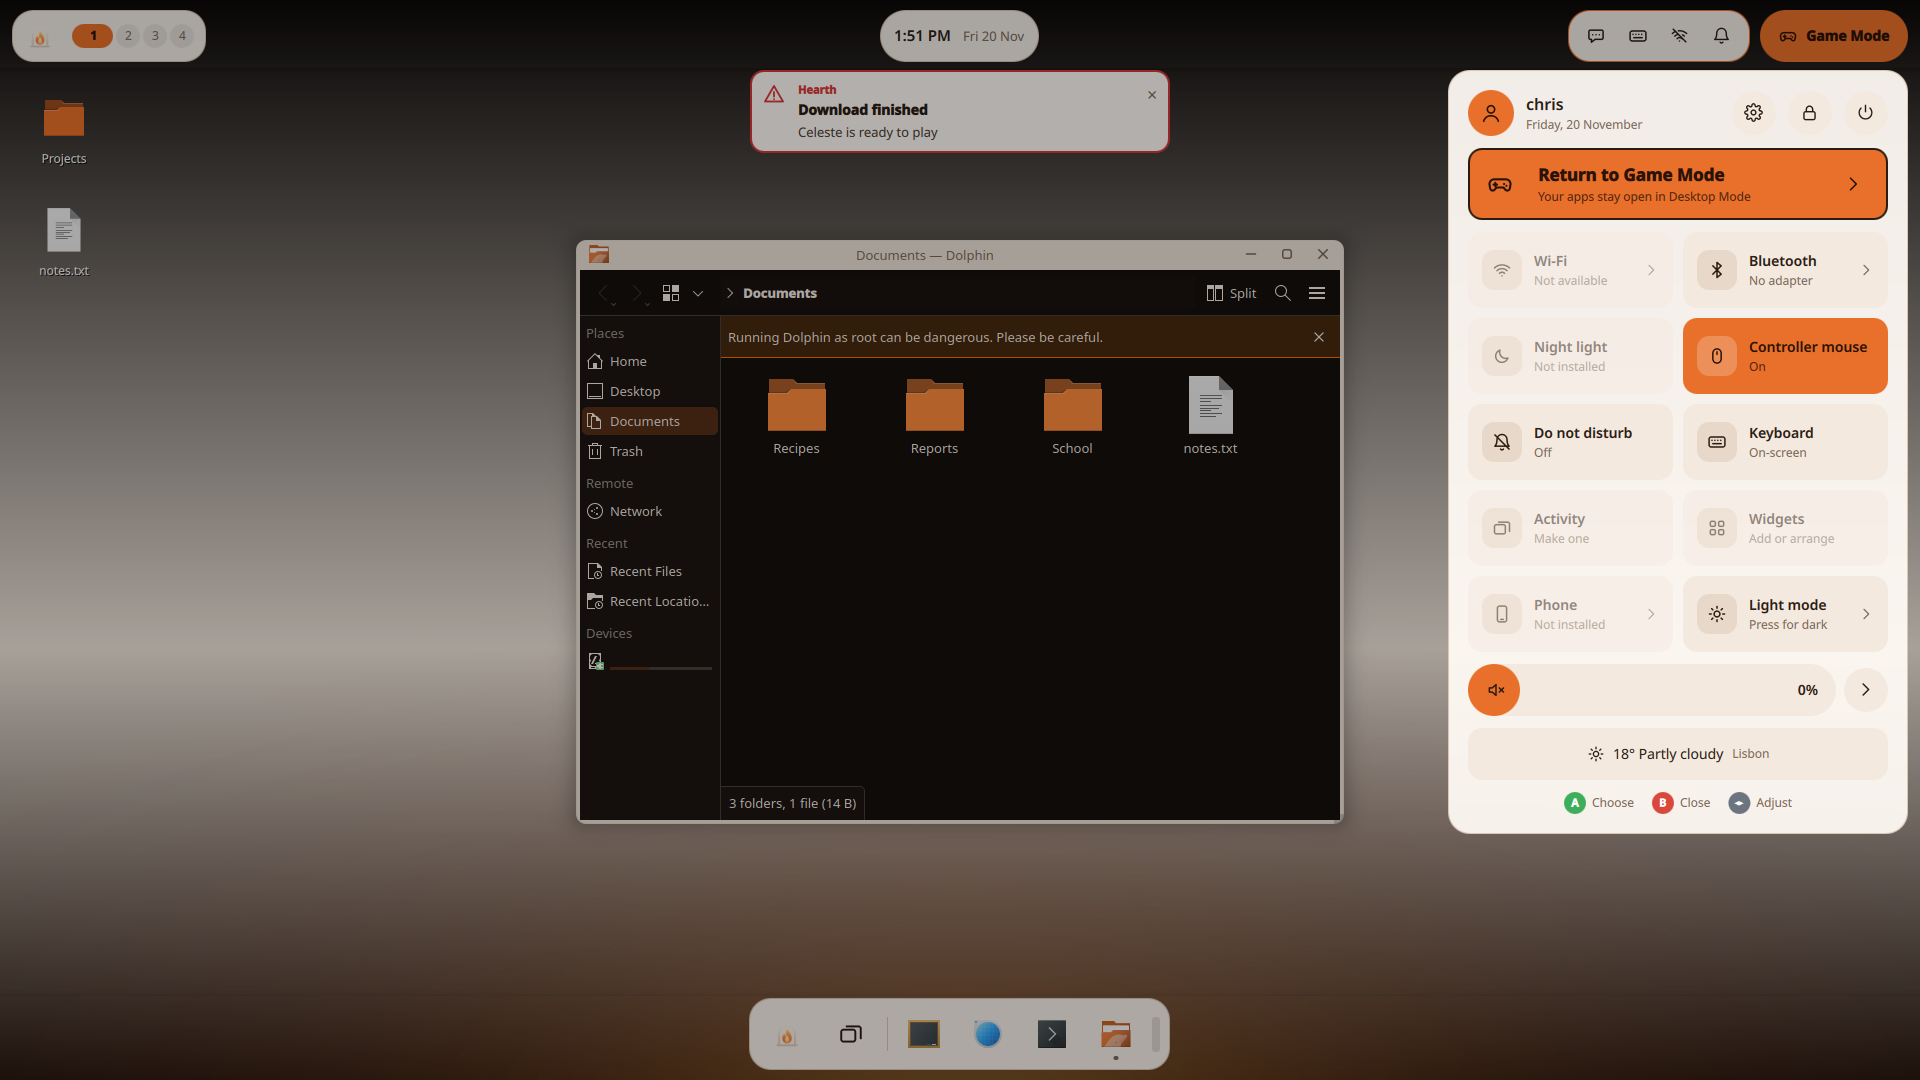 1 2 3 4
1:51 PM Fri 20 Nov
Game Mode
Hearth
Download finished
Celeste is ready to play
Projects
notes.txt
Documents — Dolphin
Documents
Split
Places
Home
Desktop
Documents
Trash
Remote
Network
Recent
Recent Files
Recent Locatio...
Devices
Running Dolphin as root can be dangerous. Please be careful.
Recipes
Reports
School
notes.txt
3 folders, 1 file (14 B)
chris
Friday, 20 November
Return to Game Mode
Your apps stay open in Desktop Mode
Wi-Fi
Not available
Bluetooth
No adapter
Night light
Not installed
Controller mouse
On
Do not disturb
Off
Keyboard
On-screen
Activity
Make one
Widgets
Add or arrange
Phone
Not installed
Light mode
Press for dark
0%
18° Partly cloudy Lisbon
A Choose B Close Adjust